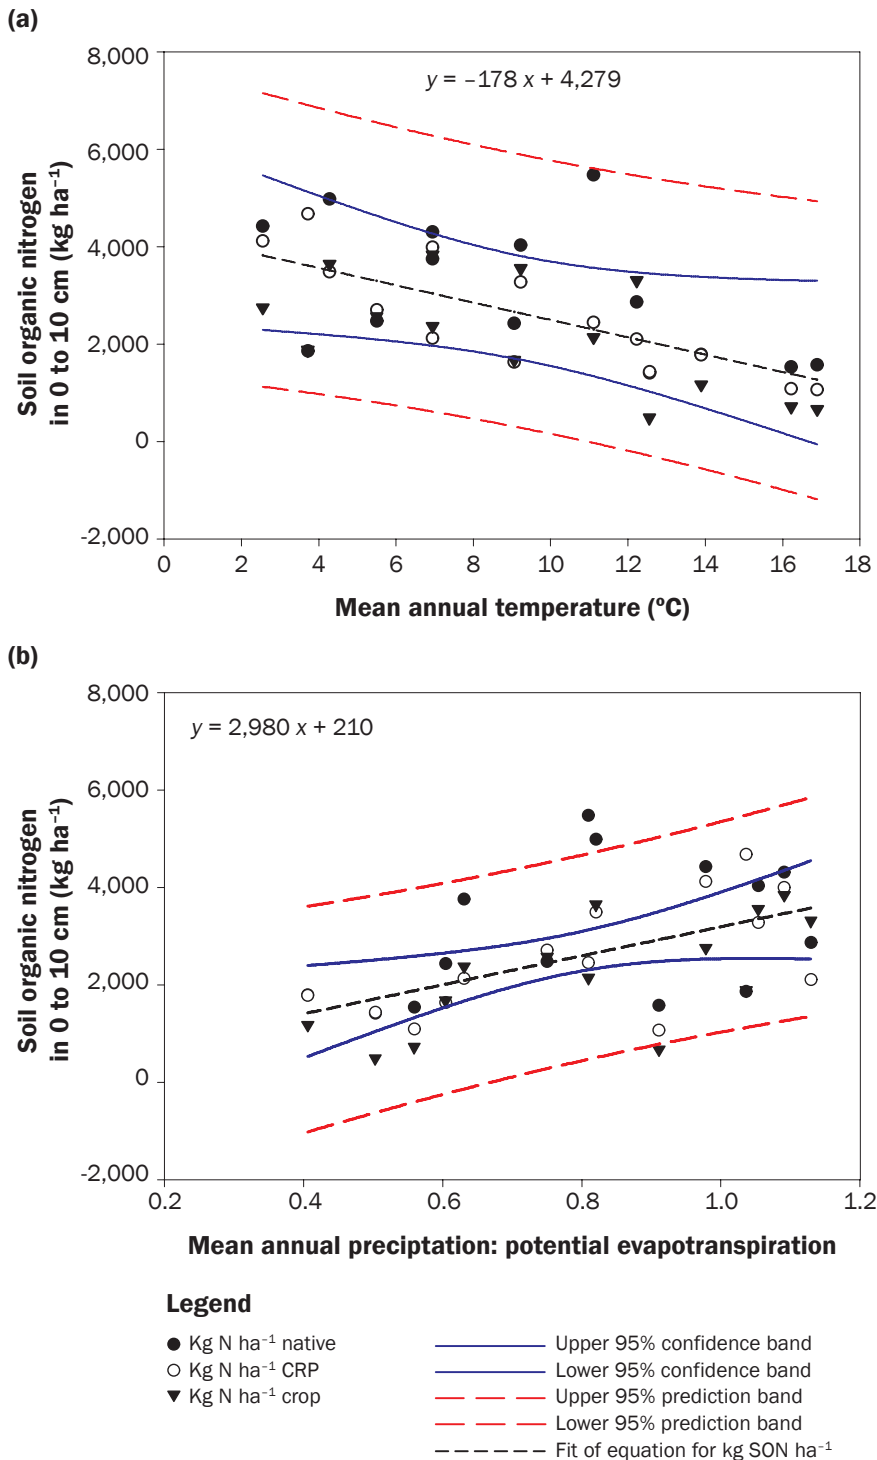 (a)
8,000
6,000
4,000
2,000
0
-2,000
Soil organic nitrogen
in 0 to 10 cm (kg ha⁻¹)
y = –178 x + 4,279
0 2 4 6 8 10 12 14 16 18
Mean annual temperature (ºC)
(b)
8,000
6,000
4,000
2,000
0
-2,000
Soil organic nitrogen
in 0 to 10 cm (kg ha⁻¹)
y = 2,980 x + 210
0.2 0.4 0.6 0.8 1.0 1.2
Mean annual preciptation: potential evapotranspiration
Legend
Kg N ha⁻¹ native
Kg N ha⁻¹ CRP
Kg N ha⁻¹ crop
Upper 95% confidence band
Lower 95% confidence band
Upper 95% prediction band
Lower 95% prediction band
Fit of equation for kg SON ha⁻¹